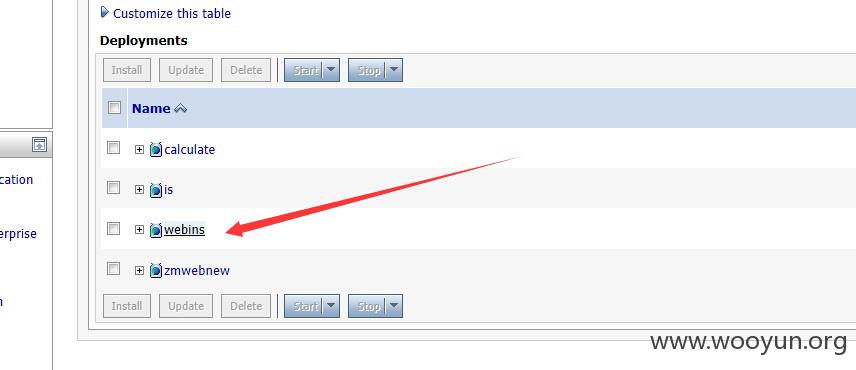 Customize this table
Deployments
Install Update Delete Start Stop
Name
calculate
cation
is
erprise
webins
zmwebnew
Install Update Delete Start Stop
www.wooyun.org